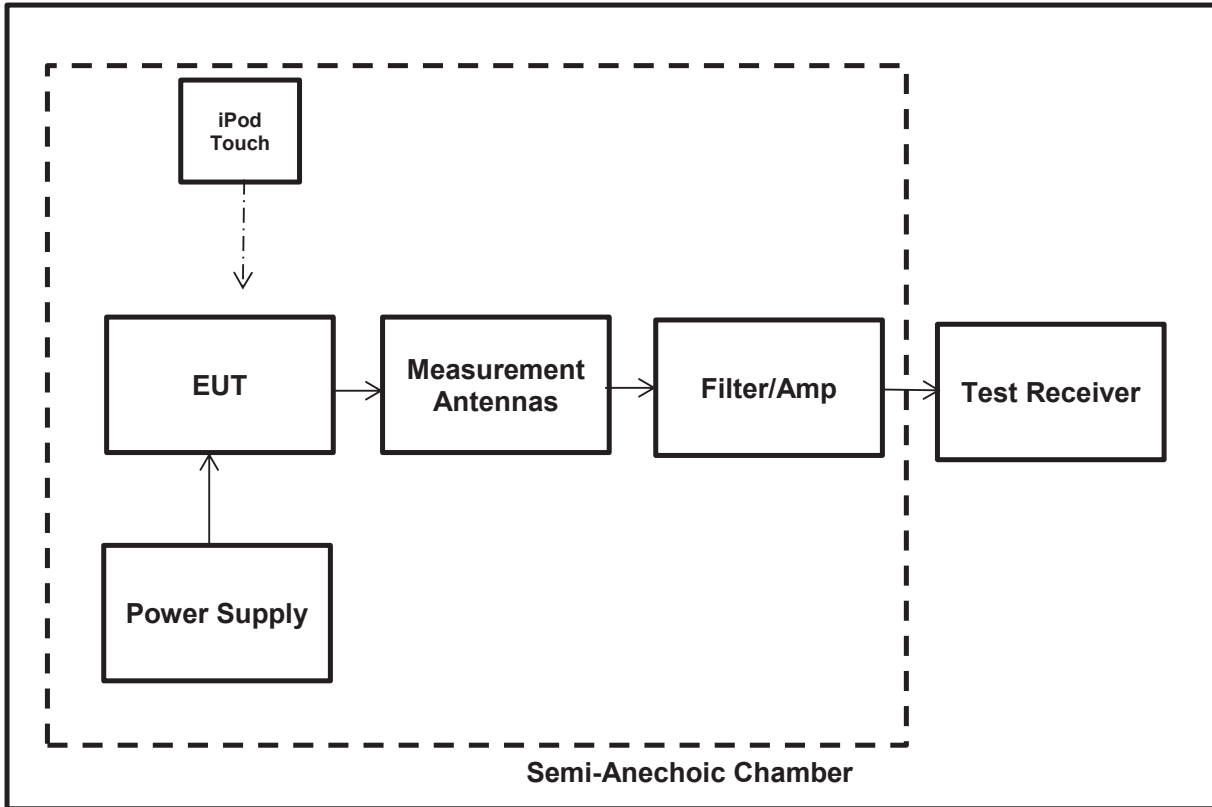 iPod
Touch
EUT
Measurement
Antennas
Filter/Amp
Test Receiver
Power Supply
Semi-Anechoic Chamber